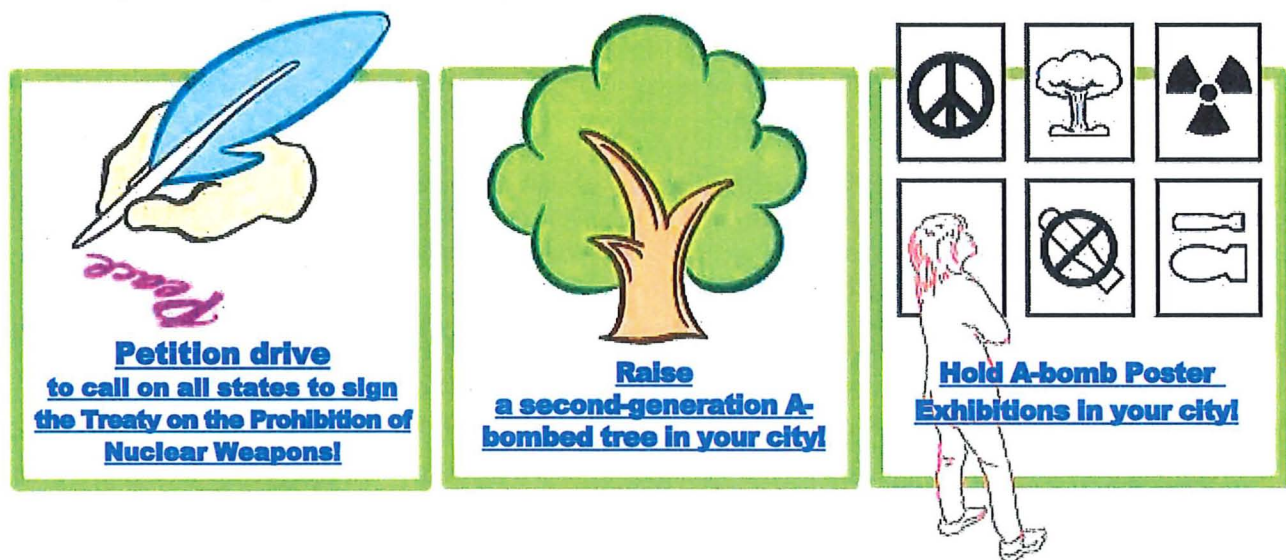 Peace
Petition drive
to call on all states to sign
the Treaty on the Prohibition of
Nuclear Weapons!
Raise
a second-generation A-
bombed tree in your city!
Hold A-bomb Poster
Exhibitions in your city!